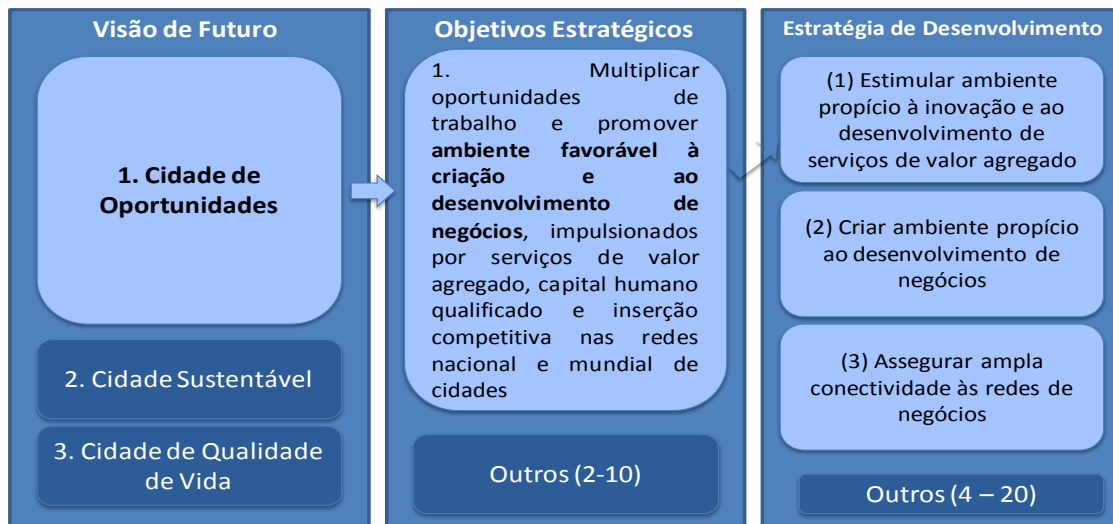 Visão de Futuro
1. Cidade de
Oportunidades
2. Cidade Sustentável
3. Cidade de Qualidade
de Vida
Objetivos Estratégicos
1. Multiplicar
oportunidades de
trabalho e promover
ambiente favorável à
criação e ao
desenvolvimento de
negócios, impulsionados
por serviços de valor
agregado, capital humano
qualificado e inserção
competitiva nas redes
nacional e mundial de
cidades
Outros (2-10)
Estratégia de Desenvolvimento
(1) Estimular ambiente
propício à inovação e ao
desenvolvimento de
serviços de valor agregado
(2) Criar ambiente propício
ao desenvolvimento de
negócios
(3) Assegurar ampla
conectividade às redes de
negócios
Outros (4 – 20)